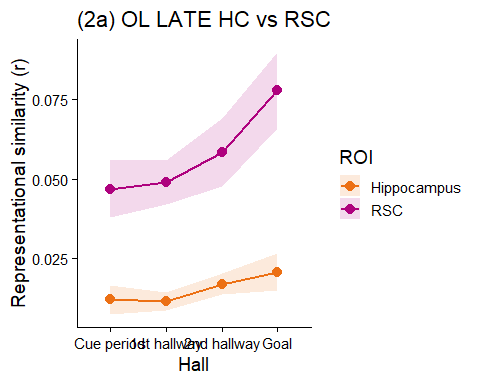 (2a) OL LATE HC vs RSC
Representational similarity (r)
0.075
0.050
0.025
Cue period 1st hallway 2nd hallway Goal
Hall
ROI
Hippocampus
RSC